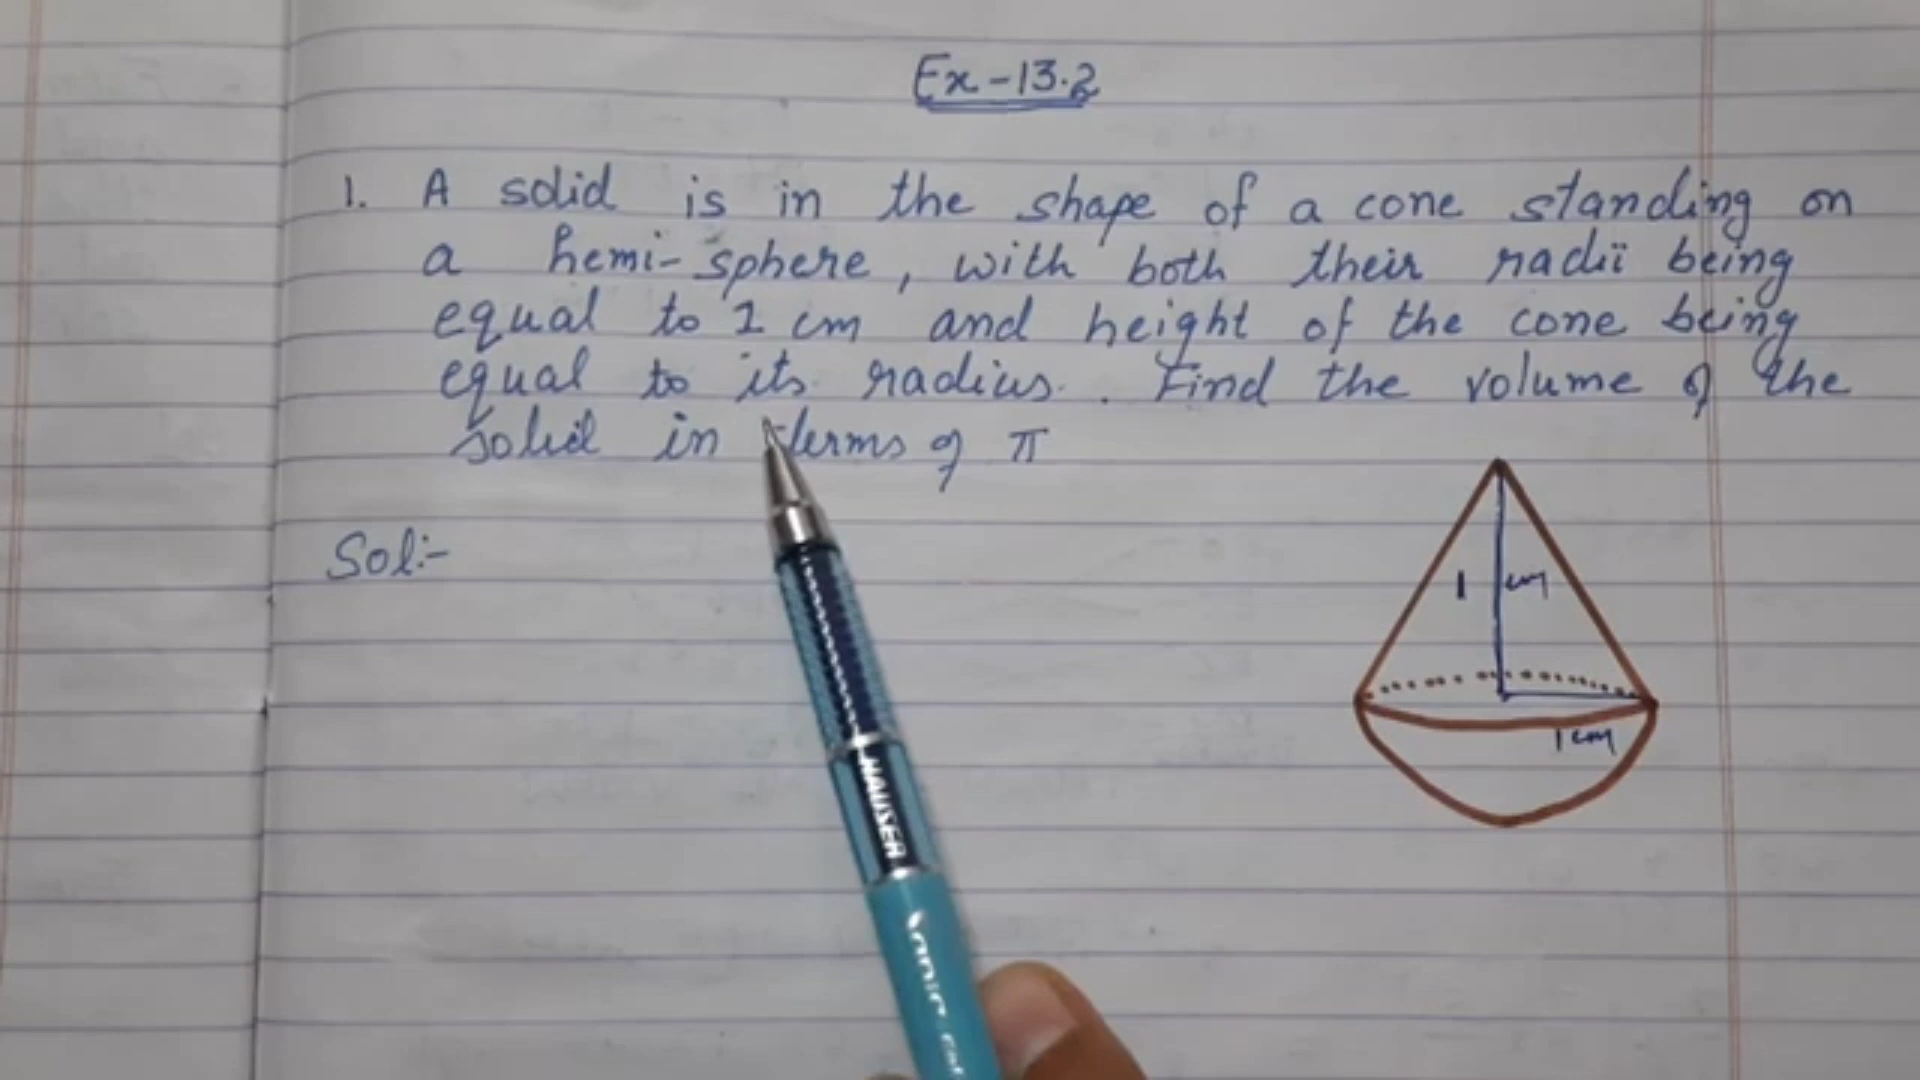 Ex-13.2
1. A solid is in the shape of a cone standing on
a hemi-sphere, with both their radii being
equal to 1 cm and height of the cone being
equal to its radius. Find the volume of the
solid in terms of π
Sol:-
1 cm
1 cm
HAUSER
SONIC